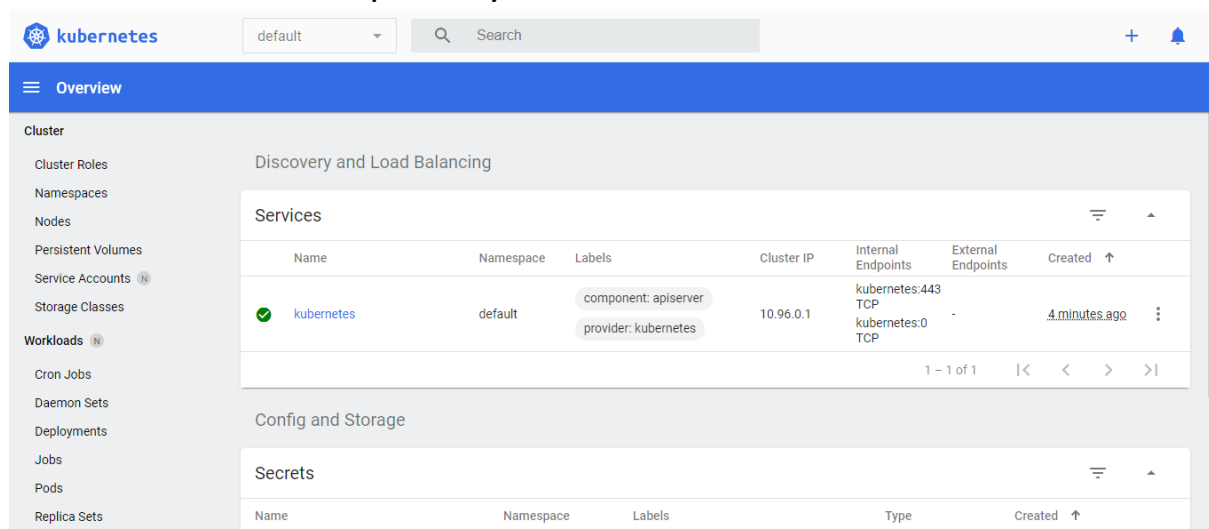 kubernetes
default
Search
Overview
Cluster
Cluster Roles
Namespaces
Nodes
Persistent Volumes
Service Accounts N
Storage Classes
Workloads N
Cron Jobs
Daemon Sets
Deployments
Jobs
Pods
Replica Sets
Discovery and Load Balancing
Services
Name Namespace Labels Cluster IP Internal Endpoints External Endpoints Created
kubernetes default component: apiserver provider: kubernetes 10.96.0.1 kubernetes:443 TCP kubernetes:0 TCP - 4 minutes ago
1 – 1 of 1
Config and Storage
Secrets
Name Namespace Labels Type Created